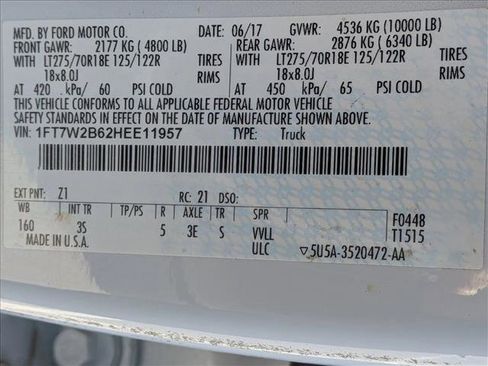 MFD. BY FORD MOTOR CO. 06/17 GVWR: 4536 KG (10000 LB)
FRONT GAWR: 2177 KG (4800 LB) REAR GAWR: 2876 KG (6340 LB)
WITH LT275/70R18E 125/122R TIRES WITH LT275/70R18E 125/122R TIRES
18x8.0J RIMS 18x8.0J RIMS
AT 420 kPa/ 60 PSI COLD AT 450 kPa/ 65 PSI COLD
THIS VEHICLE CONFORMS TO ALL APPLICABLE FEDERAL MOTOR VEHICLE
SAFETY STANDARDS IN EFFECT ON THE DATE OF MANUFACTURE SHOWN ABOVE.
VIN: 1FT7W2B62HEE11957 TYPE: Truck
EXT PNT: Z1 RC: 21 DSO:
WB INT TR TP/PS R AXLE TR SPR F0448
160 3S 5 3E S VVLL T1515
MADE IN U.S.A. ULC ▽5U5A-3520472-AA